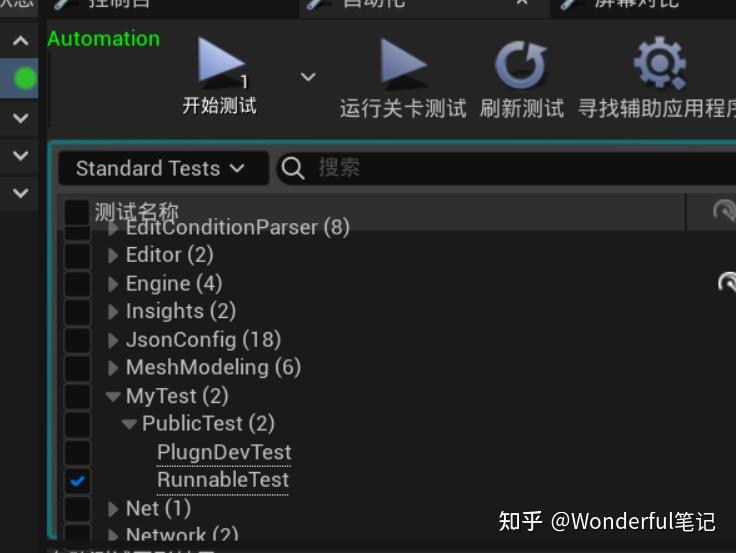 控制台
自动化
屏幕对比
Automation
1
开始测试
运行关卡测试
刷新测试
寻找辅助应用程序
Standard Tests
搜索
测试名称
EditConditionParser (8)
Editor (2)
Engine (4)
Insights (2)
JsonConfig (18)
MeshModeling (6)
MyTest (2)
PublicTest (2)
PlugnDevTest
RunnableTest
Net (1)
Network (2)
知乎 @Wonderful笔记